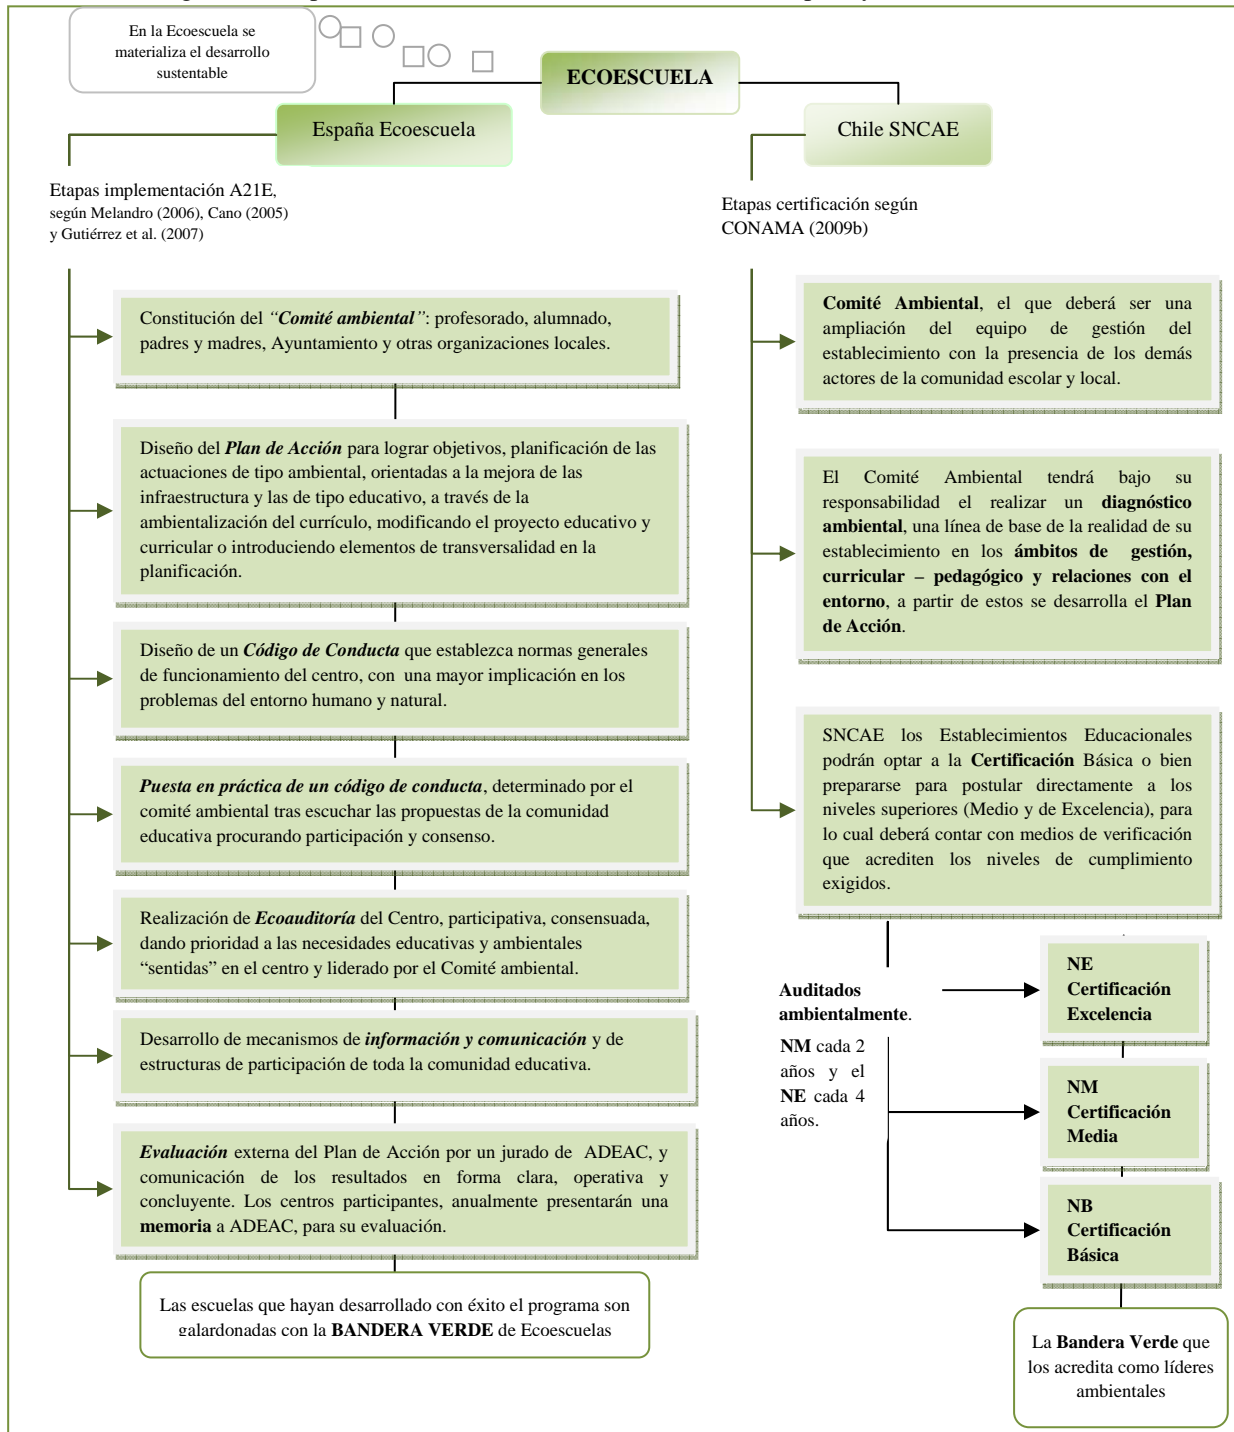 En la Ecoescuela se
materializa el desarrollo
sustentable
ECOESCUELA
España Ecoescuela
Chile SNCAE
Etapas implementación A21E,
según Melandro (2006), Cano (2005)
y Gutiérrez et al. (2007)
Constitución del “Comité ambiental”: profesorado, alumnado,
padres y madres, Ayuntamiento y otras organizaciones locales.
Diseño del Plan de Acción para lograr objetivos, planificación de las
actuaciones de tipo ambiental, orientadas a la mejora de las
infraestructura y las de tipo educativo, a través de la
ambientalización del currículo, modificando el proyecto educativo y
curricular o introduciendo elementos de transversalidad en la
planificación.
Diseño de un Código de Conducta que establezca normas generales
de funcionamiento del centro, con una mayor implicación en los
problemas del entorno humano y natural.
Puesta en práctica de un código de conducta, determinado por el
comité ambiental tras escuchar las propuestas de la comunidad
educativa procurando participación y consenso.
Realización de Ecoauditoría del Centro, participativa, consensuada,
dando prioridad a las necesidades educativas y ambientales
“sentidas” en el centro y liderado por el Comité ambiental.
Desarrollo de mecanismos de información y comunicación y de
estructuras de participación de toda la comunidad educativa.
Evaluación externa del Plan de Acción por un jurado de ADEAC, y
comunicación de los resultados en forma clara, operativa y
concluyente. Los centros participantes, anualmente presentarán una
memoria a ADEAC, para su evaluación.
Las escuelas que hayan desarrollado con éxito el programa son
galardonadas con la BANDERA VERDE de Ecoescuelas
Etapas certificación según
CONAMA (2009b)
Comité Ambiental, el que deberá ser una
ampliación del equipo de gestión del
establecimiento con la presencia de los demás
actores de la comunidad escolar y local.
El Comité Ambiental tendrá bajo su
responsabilidad el realizar un diagnóstico
ambiental, una línea de base de la realidad de su
establecimiento en los ámbitos de gestión,
curricular – pedagógico y relaciones con el
entorno, a partir de estos se desarrolla el Plan
de Acción.
SNCAE los Establecimientos Educacionales
podrán optar a la Certificación Básica o bien
prepararse para postular directamente a los
niveles superiores (Medio y de Excelencia), para
lo cual deberá contar con medios de verificación
que acrediten los niveles de cumplimiento
exigidos.
Auditados
ambientalmente.
NM cada 2
años y el
NE cada 4
años.
NE
Certificación
Excelencia
NM
Certificación
Media
NB
Certificación
Básica
La Bandera Verde que
los acredita como líderes
ambientales